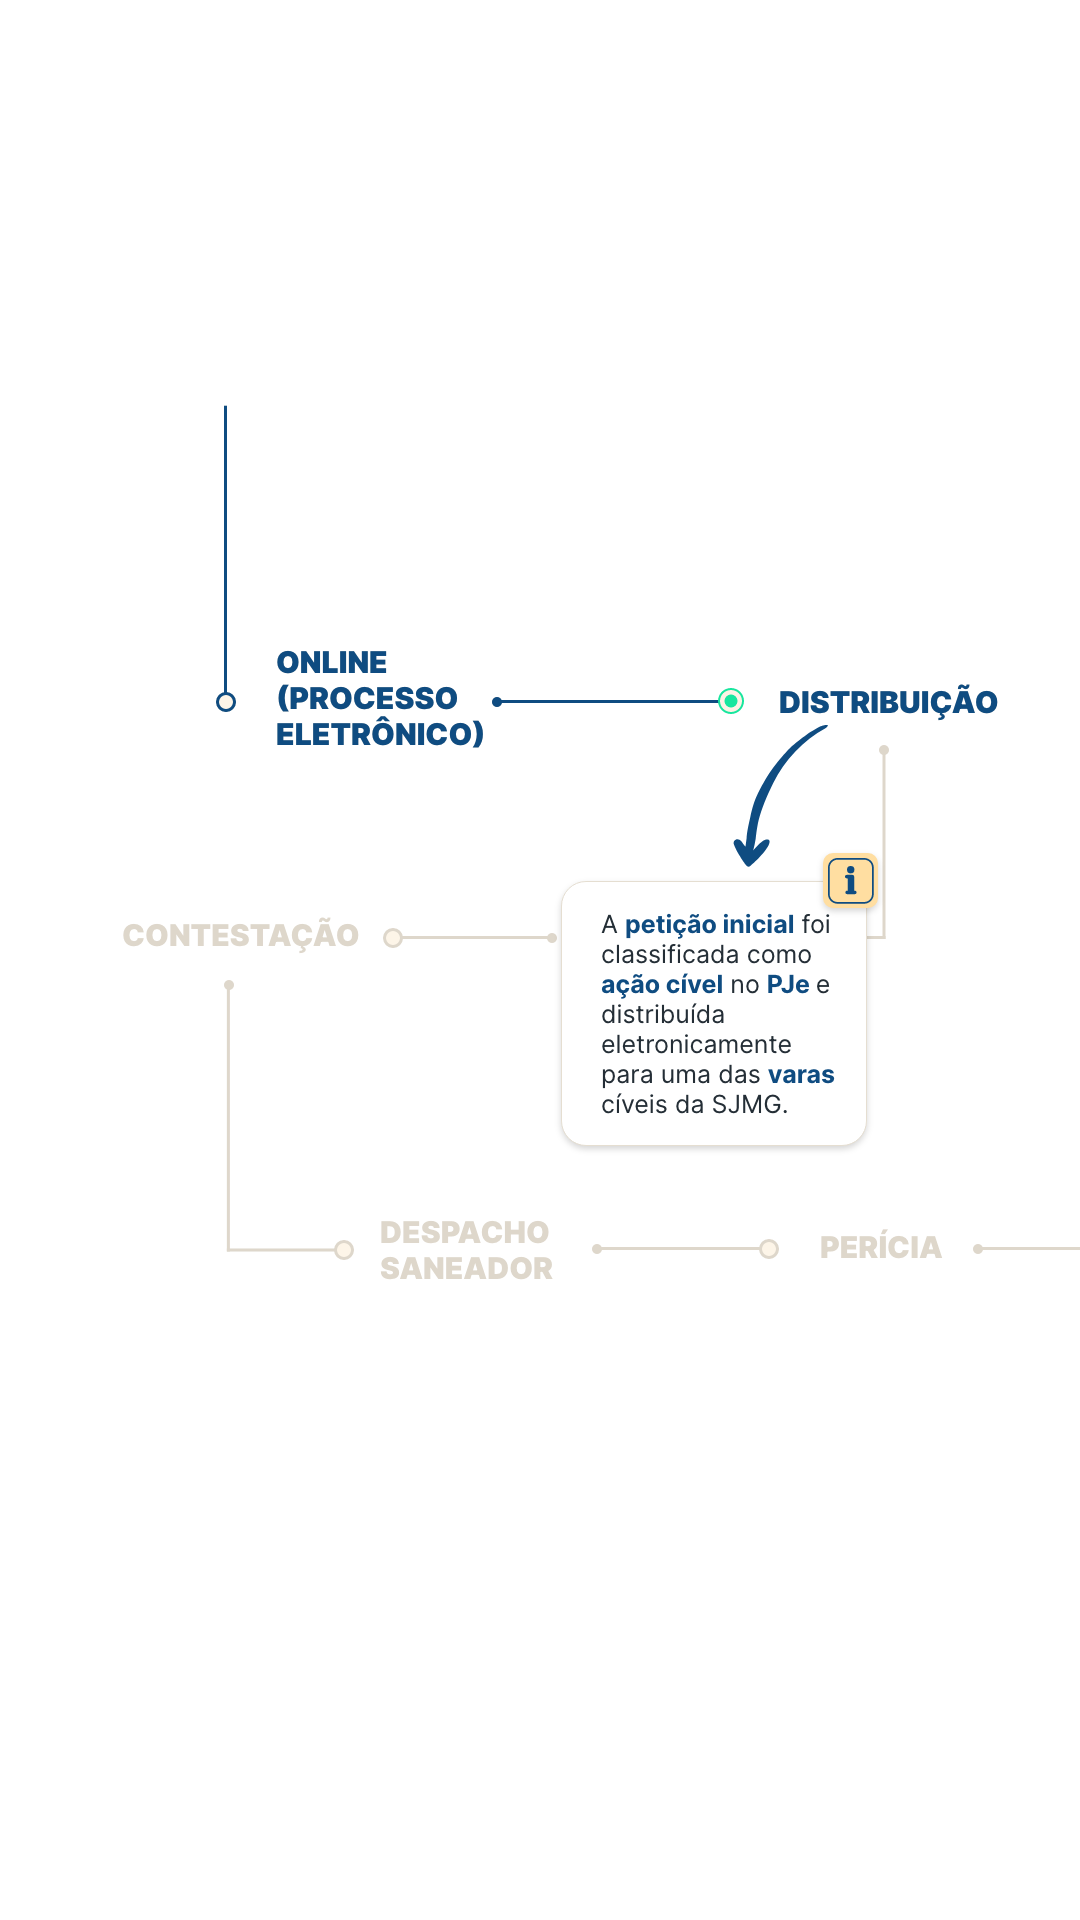 ONLINE
(PROCESSO
ELETRÔNICO)
DISTRIBUIÇÃO
i
A petição inicial foi
classificada como
ação cível no PJe e
distribuída
eletronicamente
para uma das varas
cíveis da SJMG.
CONTESTAÇÃO
DESPACHO
SANEADOR
PERÍCIA